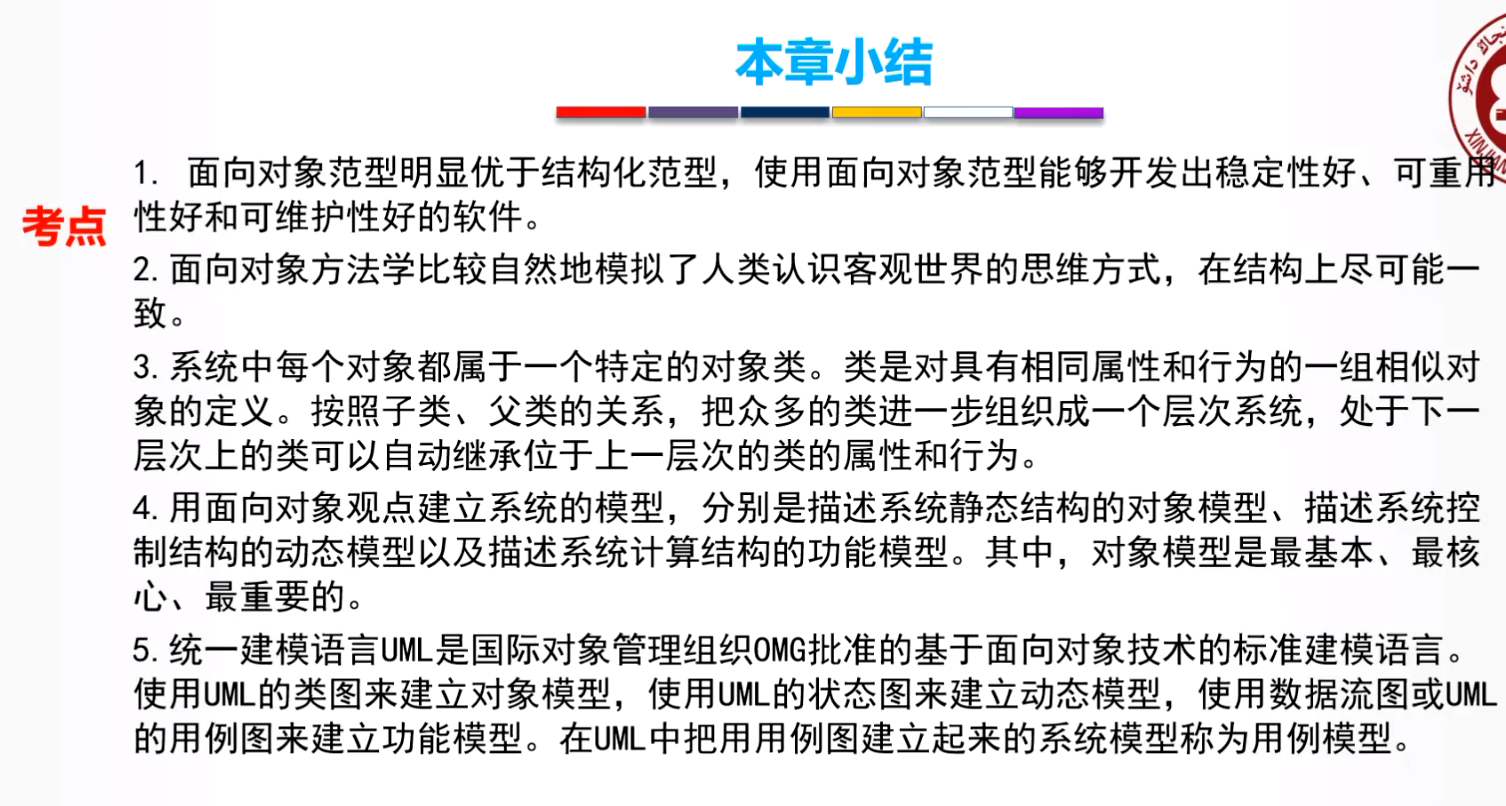 本章小结
考点
1. 面向对象范型明显优于结构化范型，使用面向对象范型能够开发出稳定性好、可重用
性好和可维护性好的软件。
2.面向对象方法学比较自然地模拟了人类认识客观世界的思维方式，在结构上尽可能一
致。
3.系统中每个对象都属于一个特定的对象类。类是对具有相同属性和行为的一组相似对
象的定义。按照子类、父类的关系，把众多的类进一步组织成一个层次系统，处于下一
层次上的类可以自动继承位于上一层次的类的属性和行为。
4.用面向对象观点建立系统的模型，分别是描述系统静态结构的对象模型、描述系统控
制结构的动态模型以及描述系统计算结构的功能模型。其中，对象模型是最基本、最核
心、最重要的。
5.统一建模语言UML是国际对象管理组织OMG批准的基于面向对象技术的标准建模语言。
使用UML的类图来建立对象模型，使用UML的状态图来建立动态模型，使用数据流图或UML
的用例图来建立功能模型。在UML中把用用例图建立起来的系统模型称为用例模型。